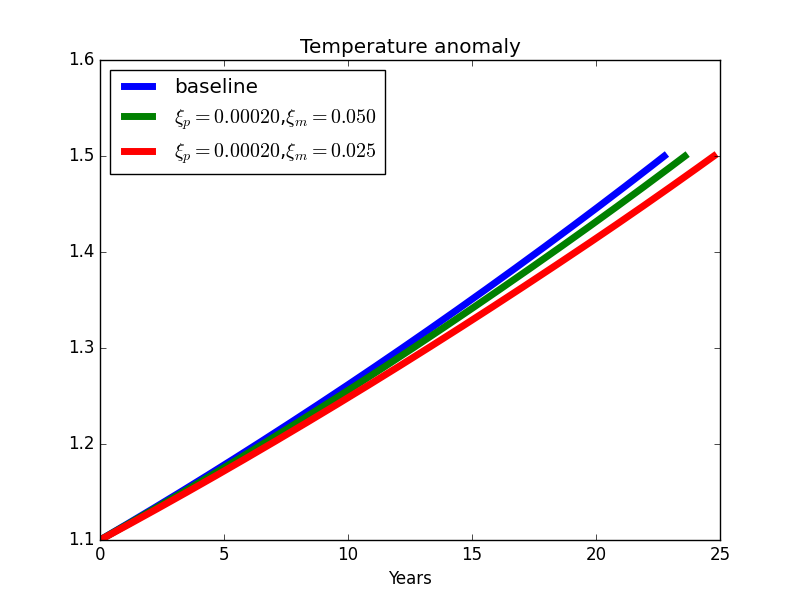 Temperature anomaly
1.6
1.5
1.4
1.3
1.2
1.1
baseline
ξₚ = 0.00020,ξₘ = 0.050
ξₚ = 0.00020,ξₘ = 0.025
0 5 10 15 20 25
Years